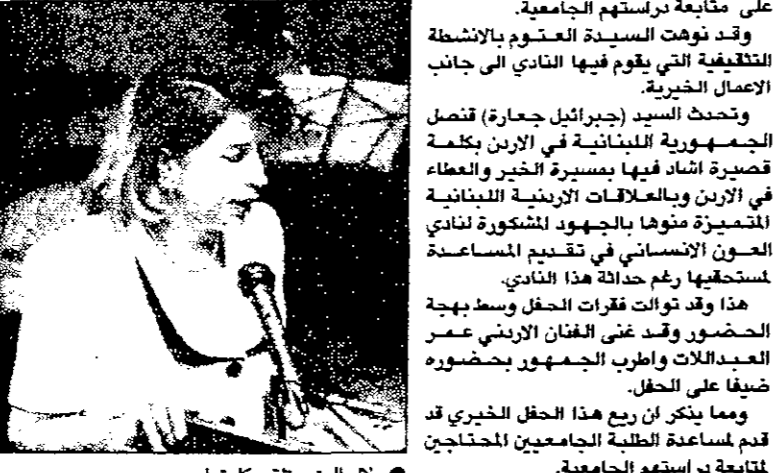 على متابعة دراستهم الجامعية.
وقد نوهت السيدة العتوم بالانشطة
التثقيفية التي يقوم فيها النادي الى جانب
الاعمال الخيرية.
وتحدث السيد (جبرائيل جعارة) قنصل
الجمهورية اللبنانية في الاردن بكلمة
قصيرة اشاد فيها بمسيرة الخير والعطاء
في الاردن وبالعلاقات الاردنية اللبنانية
المتميزة منوها بالجهود المشكورة لنادي
العون الانساني في تقديم المساعدة
لمستحقيها رغم حداثة هذا النادي.
هذا وقد توالت فقرات الحفل وسط بهجة
الحضور وقد غنى الفنان الاردني عمر
العبداللات واطرب الجمهور بحضوره
ضيفا على الحفل.
ومما يذكر ان ريع هذا الحفل الخيري قد
قدم لمساعدة الطلبة الجامعيين المحتاجين
لمتابعة دراستهم الجامعية.